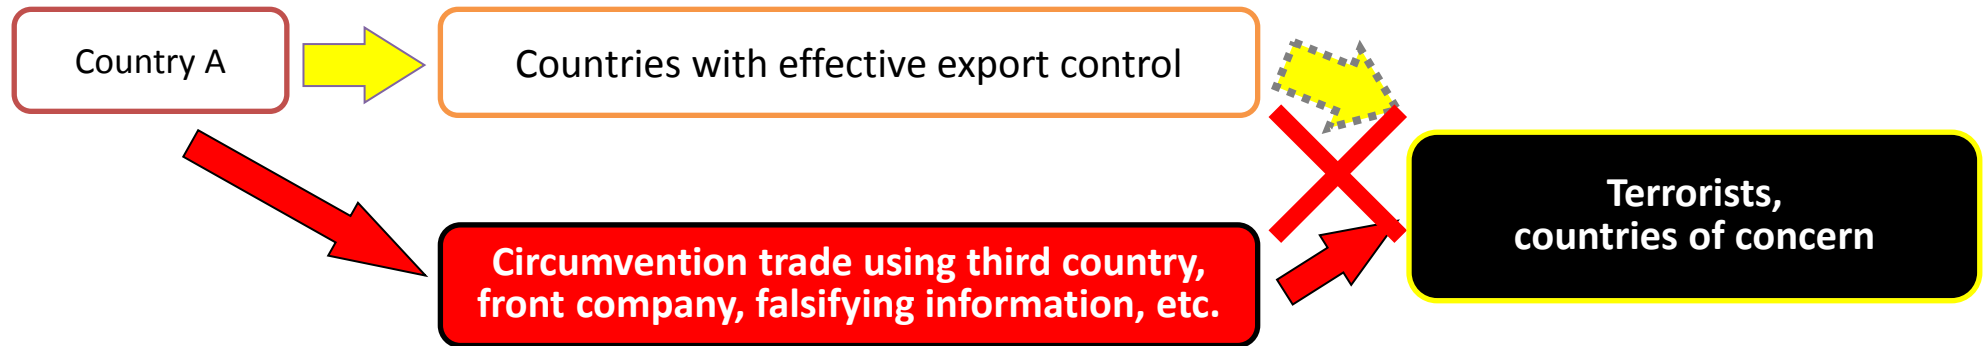 Country A
Countries with effective export control
Terrorists,
countries of concern
Circumvention trade using third country,
front company, falsifying information, etc.